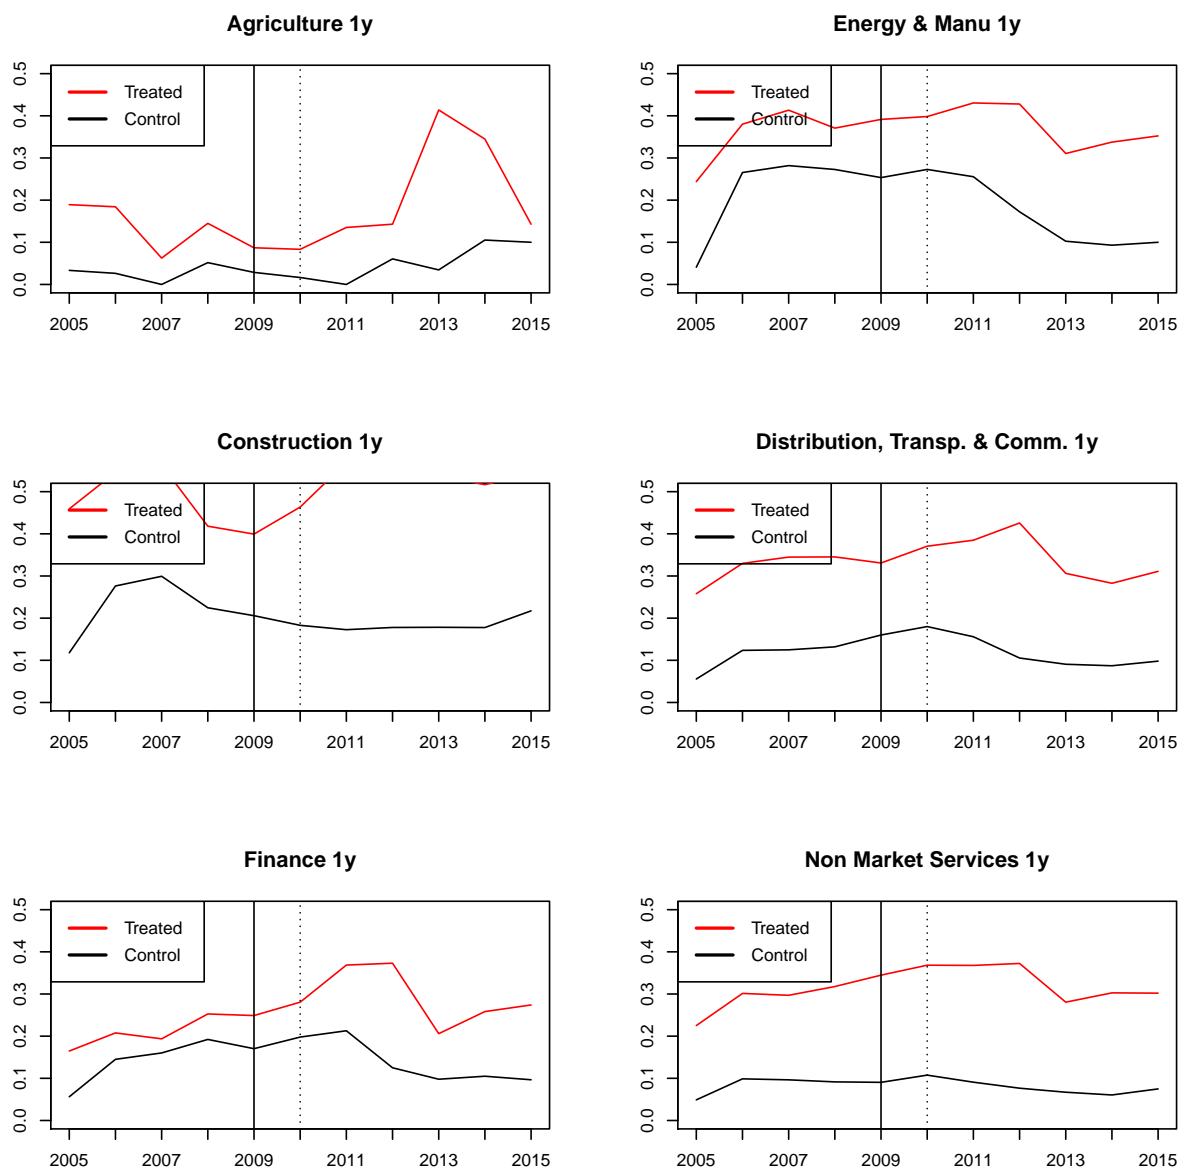 Agriculture 1y
0.5
0.4
0.3
0.2
0.1
0.0
Treated
Control
2005 2007 2009 2011 2013 2015
Energy & Manu 1y
0.5
0.4
0.3
0.2
0.1
0.0
Treated
Control
2005 2007 2009 2011 2013 2015
Construction 1y
0.5
0.4
0.3
0.2
0.1
0.0
Treated
Control
2005 2007 2009 2011 2013 2015
Distribution, Transp. & Comm. 1y
0.5
0.4
0.3
0.2
0.1
0.0
Treated
Control
2005 2007 2009 2011 2013 2015
Finance 1y
0.5
0.4
0.3
0.2
0.1
0.0
Treated
Control
2005 2007 2009 2011 2013 2015
Non Market Services 1y
0.5
0.4
0.3
0.2
0.1
0.0
Treated
Control
2005 2007 2009 2011 2013 2015